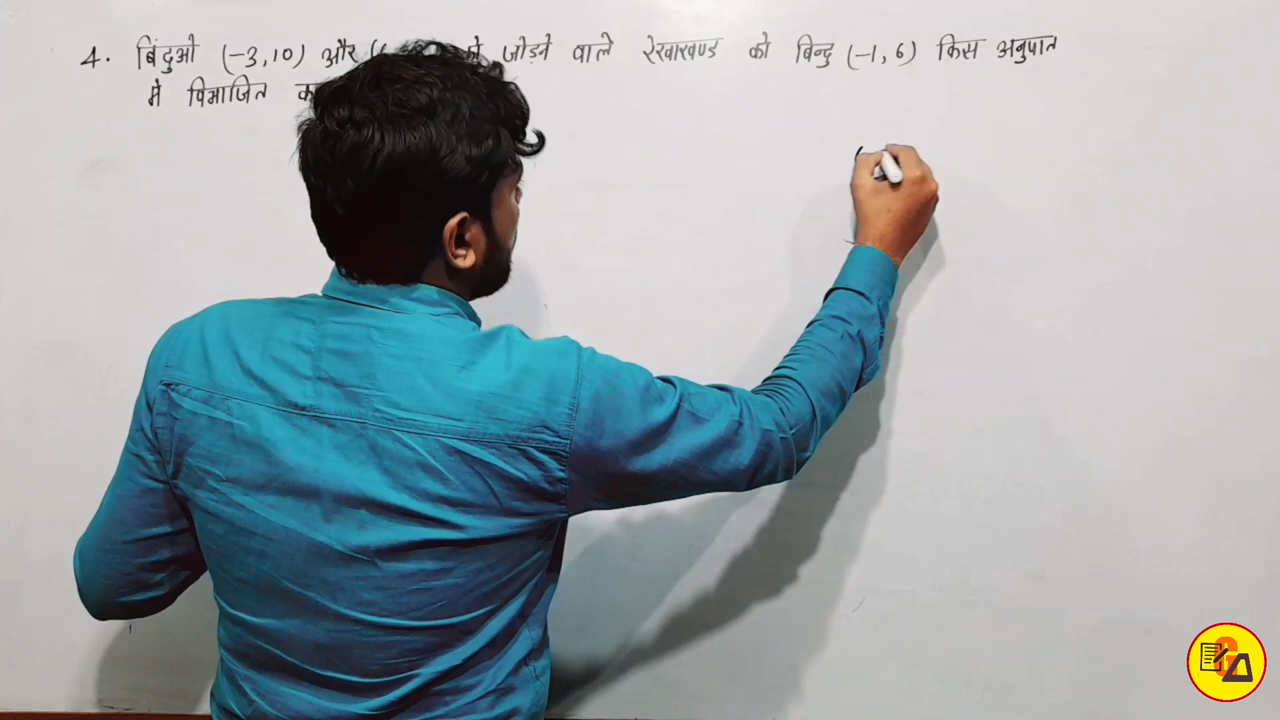 4. बिंदुओ (-3,10) और जोड़ने वाले रेखाखण्ड को बिन्दु (-1,6) किस अनुपात
मे विभाजित